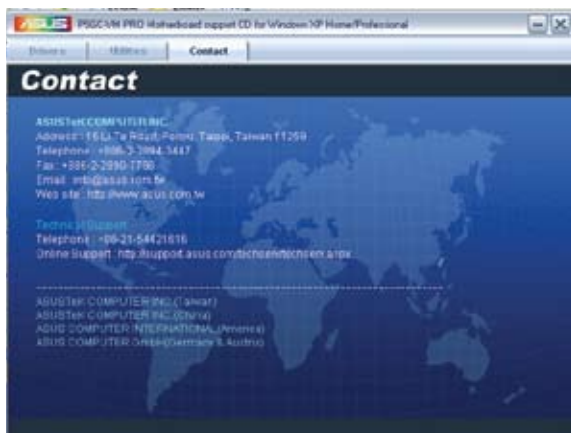 ASUS P5GC-VM PRO Motherboard support CD for Windows XP Home/Professional
Drivers Utilities Contact
Contact
ASUSTeK COMPUTER INC.
Address : 15 Li-Te Road, Peitou, Taipei, Taiwan 11259
Telephone : +886-2-2894-3447
Fax : +886-2-2890-7798
Email : info@asus.com.tw
Web site : http://www.asus.com.tw
Technical Support
Telephone : +86-21-54421616
Online Support : http://support.asus.com/techserv/techserv.aspx
ASUSTeK COMPUTER INC.(Taiwan)
ASUSTeK COMPUTER INC.(China)
ASUS COMPUTER INTERNATIONAL(America)
ASUS COMPUTER GmbH(Germany & Austria)